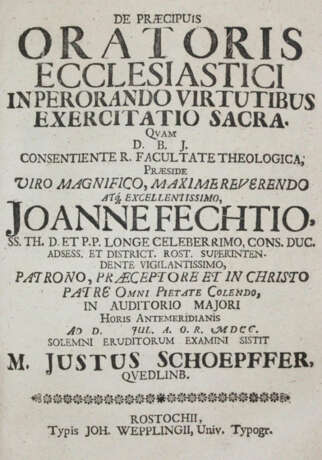 DE PRÆCIPUIS
ORATORIS
ECCLESIASTICI
IN PERORANDO VIRTUTIBUS
EXERCITATIO SACRA.
QVAM
D. B. J.
CONSENTIENTE R. FACULTATE THEOLOGICA,
PRÆSIDE
VIRO MAGNIFICO, MAXIME REVERENDO
ATQ́; EXCELLENTISSIMO,
JOANNE FECHTIO,
SS. TH. D. ET P.P. LONGE CELEBERRIMO, CONS. DUC.
ADSESS. ET DISTRICT. ROST. SUPERINTEN-
DENTE VIGILANTISSIMO,
PATRONO, PRÆCEPTORE ET IN CHRISTO
PATRE OMNI PIETATE COLENDO,
IN AUDITORIO MAJORI
HORIS ANTEMERIDIANIS
AD D. JUL. A. O. R. MDCC.
SOLEMNI ERUDITORUM EXAMINI SISTIT
M. JUSTUS SCHOEPFFER,
QVEDLINB.
ROSTOCHII,
Typis JOH. WEPPLINGII, Univ. Typogr.